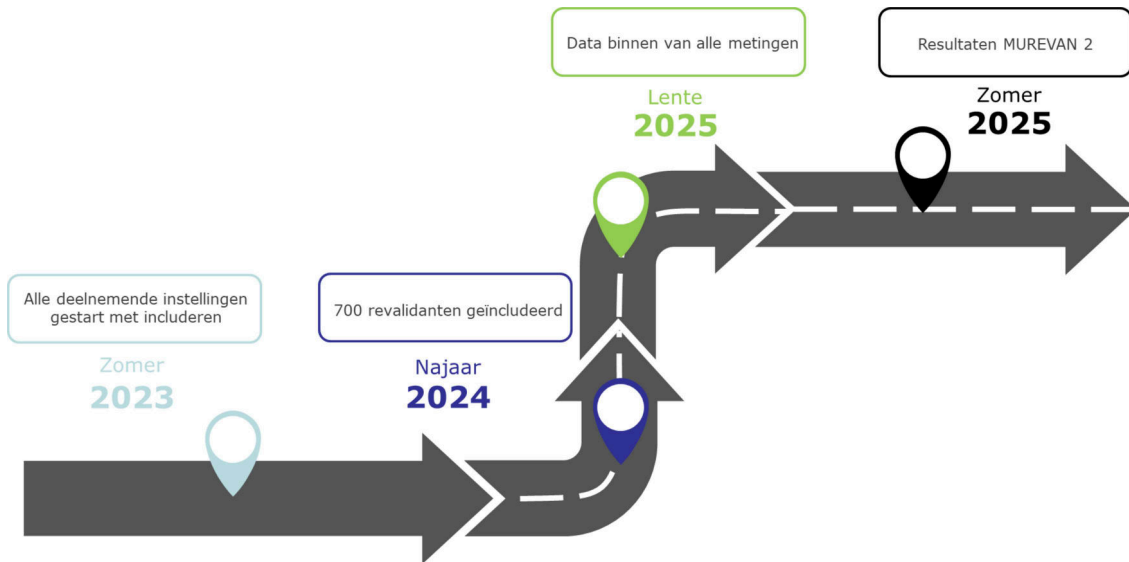 Alle deelnemende instellingen
gestart met includeren
Zomer
2023
700 revalidanten geïncludeerd
Najaar
2024
Data binnen van alle metingen
Lente
2025
Resultaten MUREVAN 2
Zomer
2025